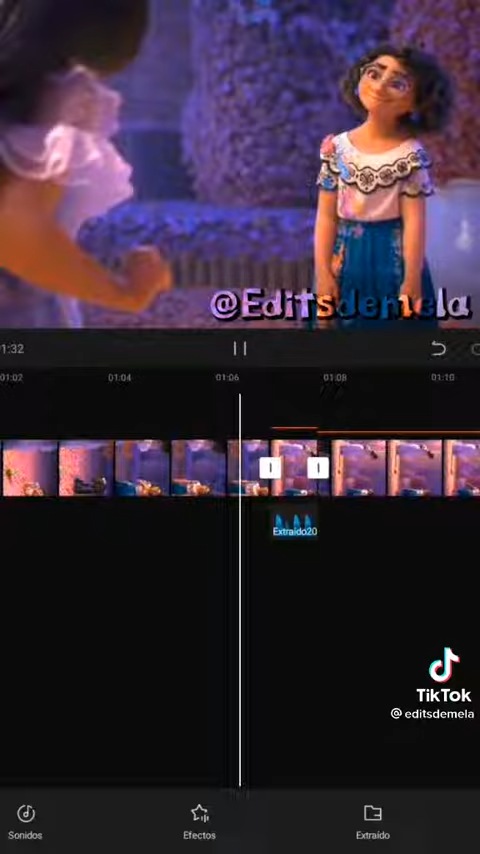 @Editsdemela
1:32
01:02
01:04
01:06
01:08
01:10
Extraído20
TikTok
@editsdemela
Sonidos
Efectos
Extraído